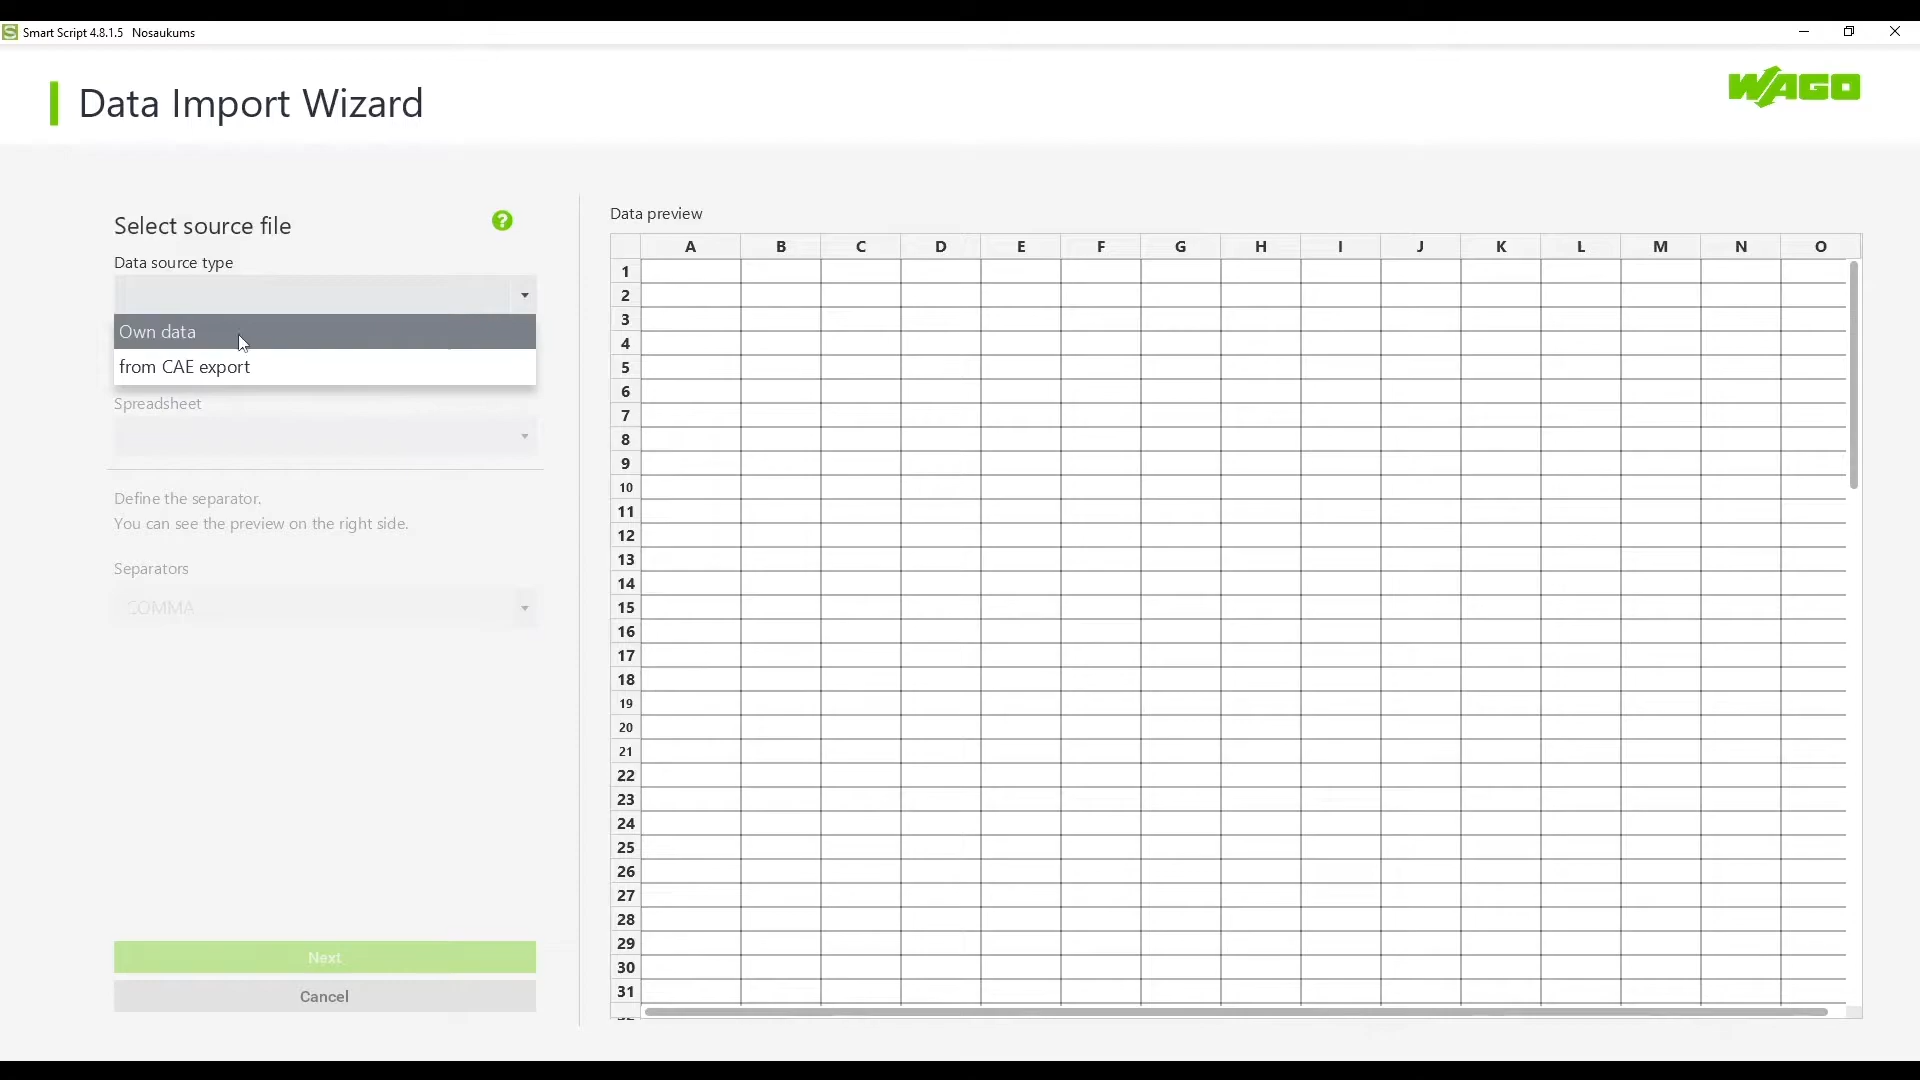 Smart Script 4.8.1.5 Nosaukums
Data Import Wizard
WAGO
Select source file
?
Data source type
Own data
from CAE export
Spreadsheet
Define the separator.
You can see the preview on the right side.
Separators
COMMA
Next
Cancel
Data preview
A B C D E F G H I J K L M N O
1
2
3
4
5
6
7
8
9
10
11
12
13
14
15
16
17
18
19
20
21
22
23
24
25
26
27
28
29
30
31